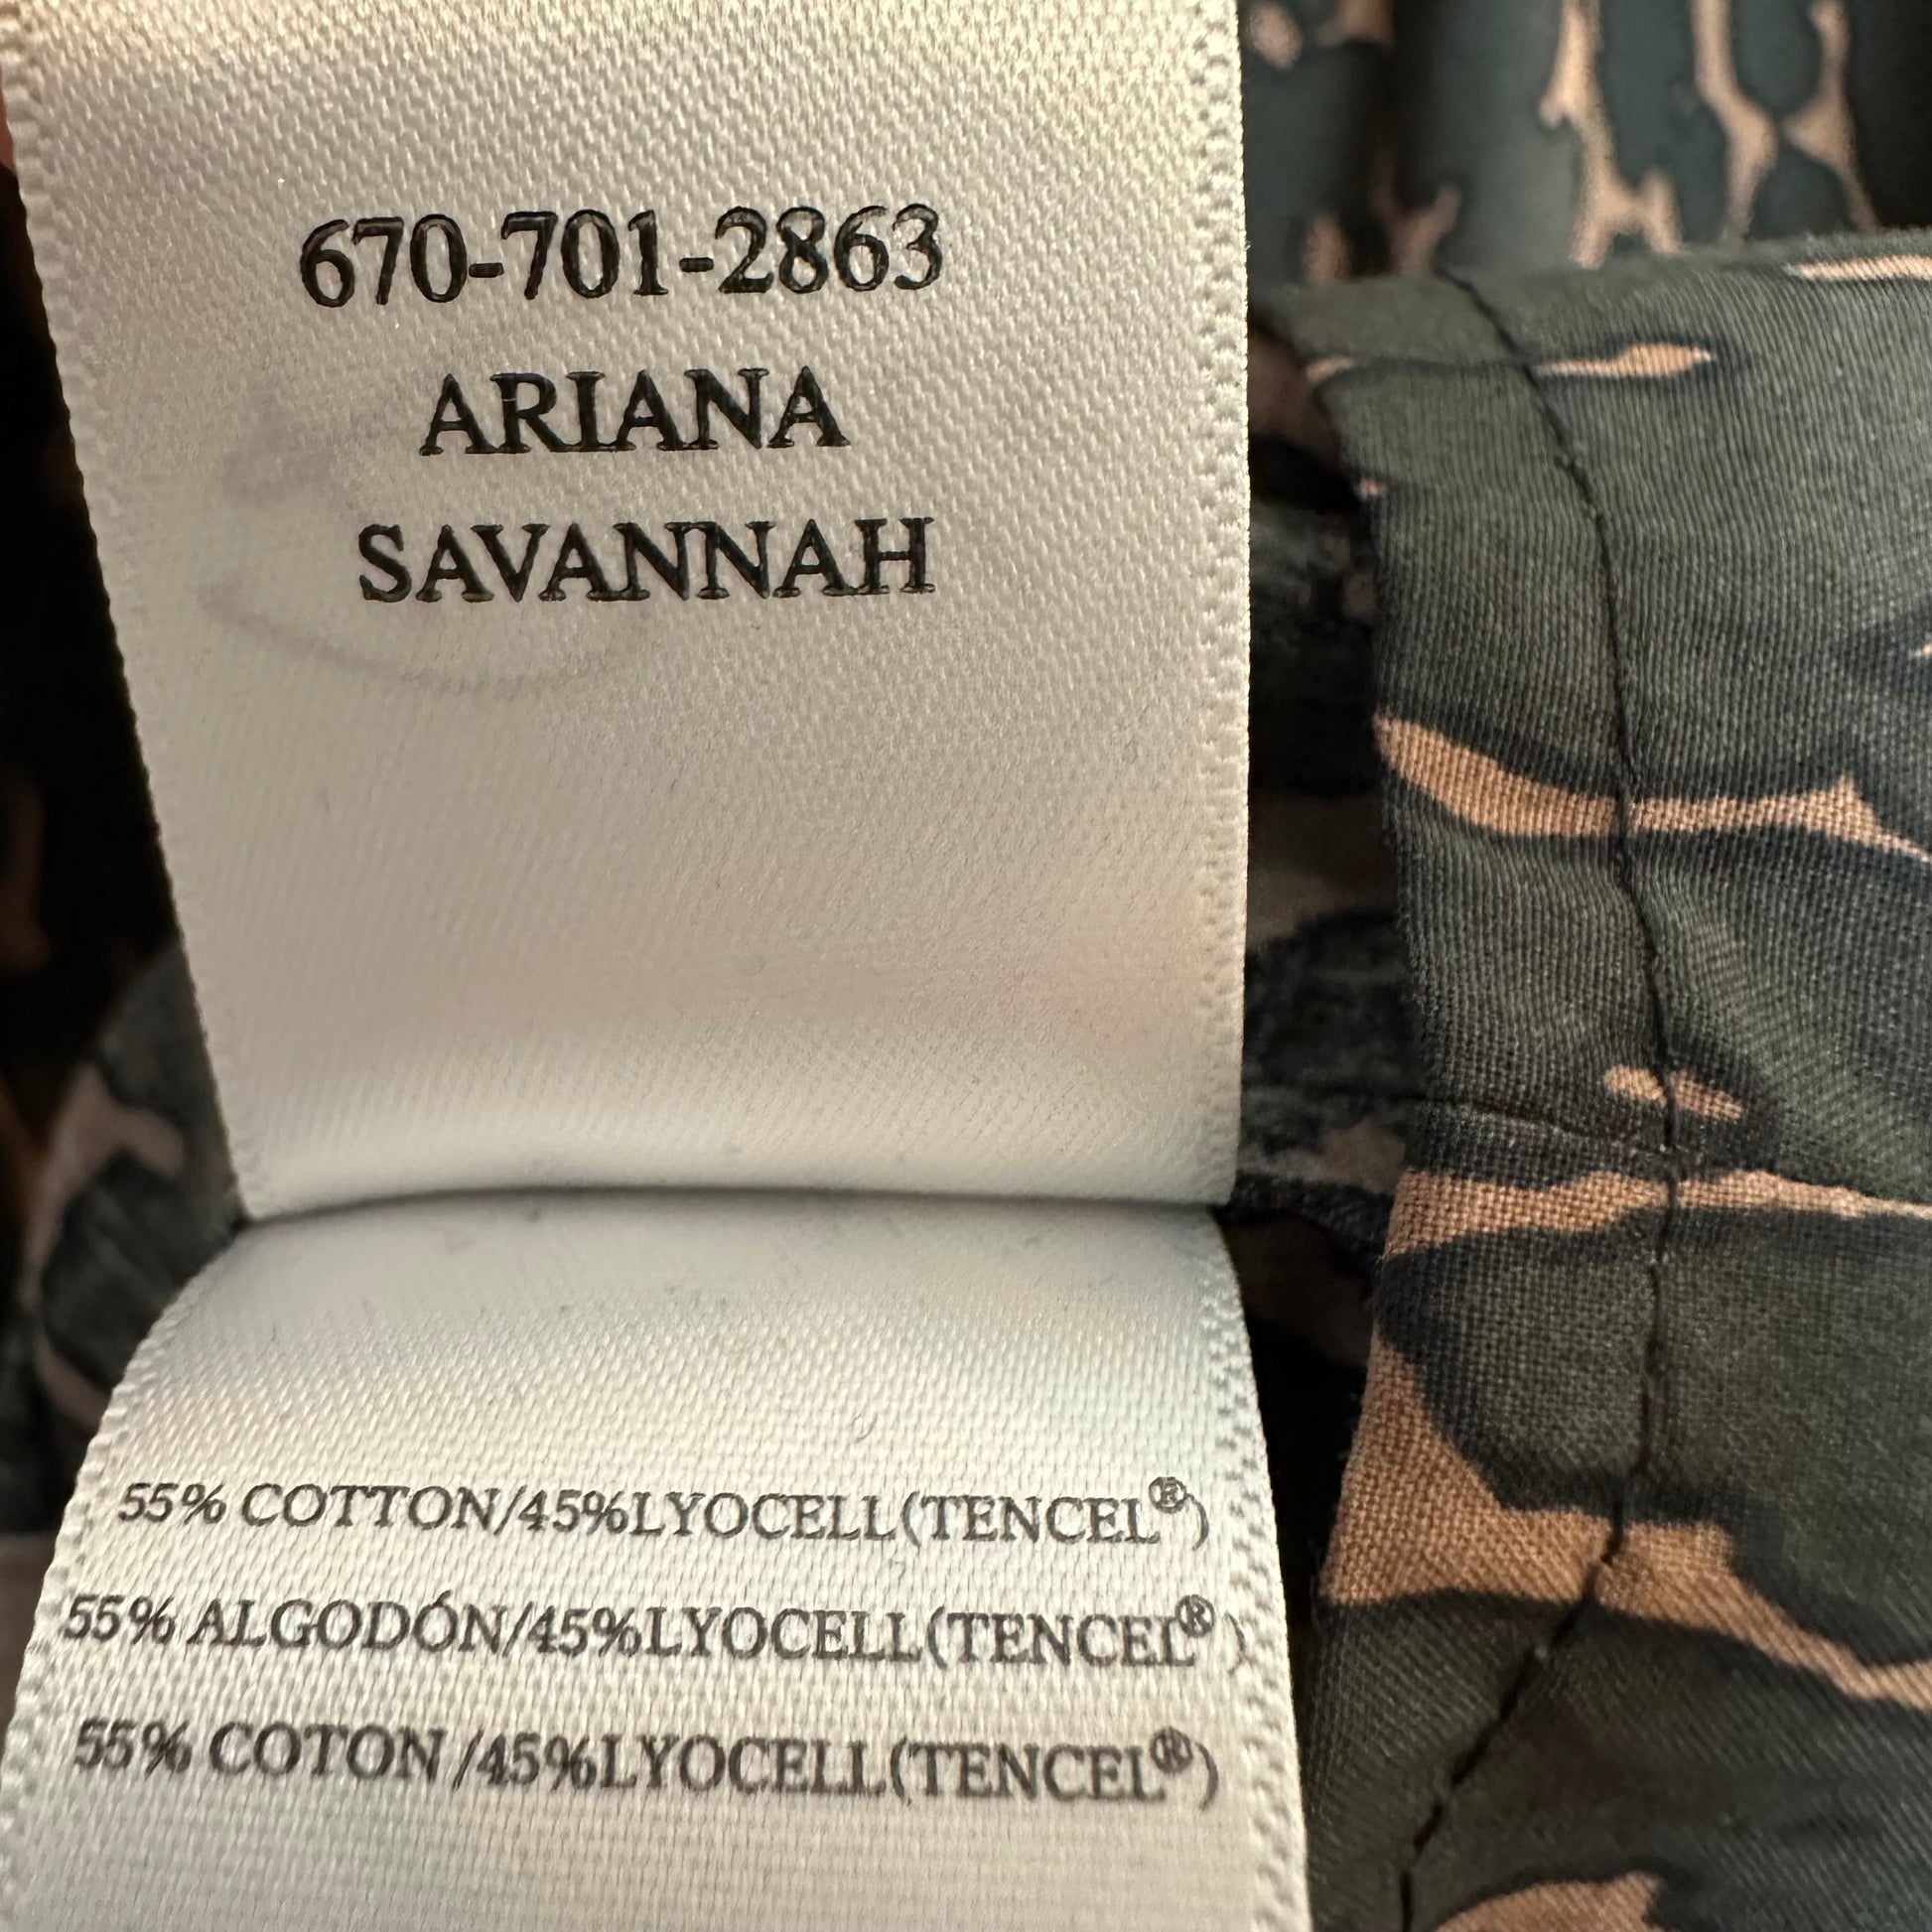 670-701-2863
ARIANA
SAVANNAH
55% COTTON/45%LYOCELL(TENCEL®)
55% ALGODÓN/45%LYOCELL(TENCEL®)
55% COTON /45%LYOCELL(TENCEL®)